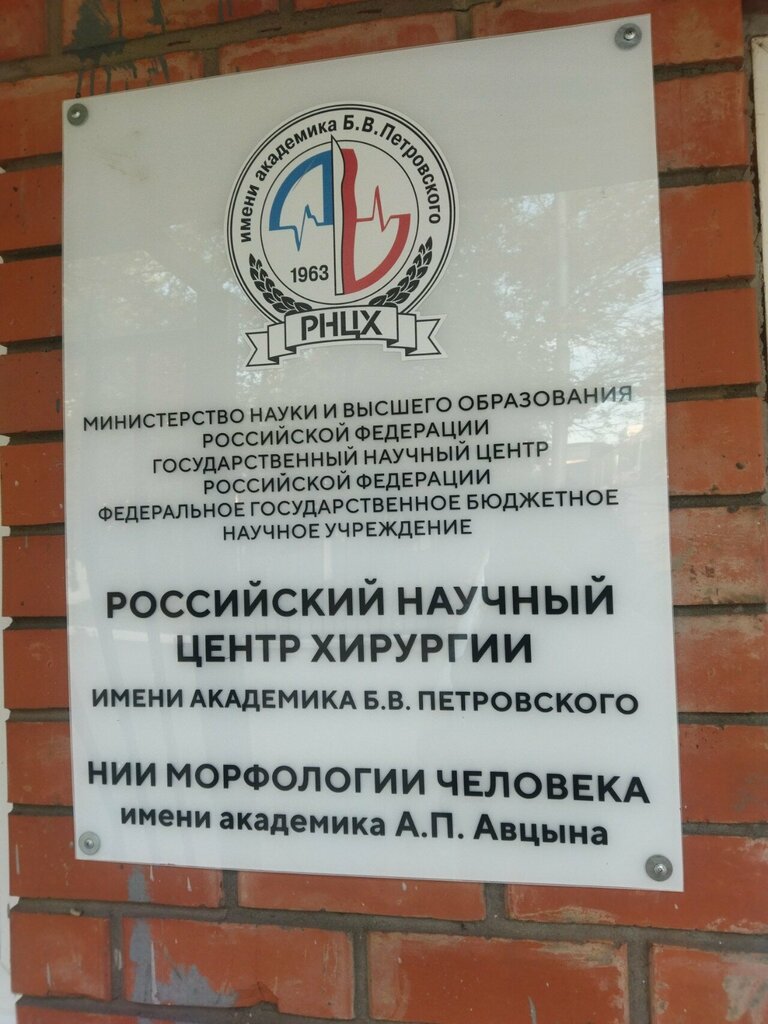 имени академика Б.В.Петровского
1963
РНЦХ
МИНИСТЕРСТВО НАУКИ И ВЫСШЕГО ОБРАЗОВАНИЯ
РОССИЙСКОЙ ФЕДЕРАЦИИ
ГОСУДАРСТВЕННЫЙ НАУЧНЫЙ ЦЕНТР
РОССИЙСКОЙ ФЕДЕРАЦИИ
ФЕДЕРАЛЬНОЕ ГОСУДАРСТВЕННОЕ БЮДЖЕТНОЕ
НАУЧНОЕ УЧРЕЖДЕНИЕ
РОССИЙСКИЙ НАУЧНЫЙ
ЦЕНТР ХИРУРГИИ
ИМЕНИ АКАДЕМИКА Б.В. ПЕТРОВСКОГО
НИИ МОРФОЛОГИИ ЧЕЛОВЕКА
имени академика А.П. Авцына